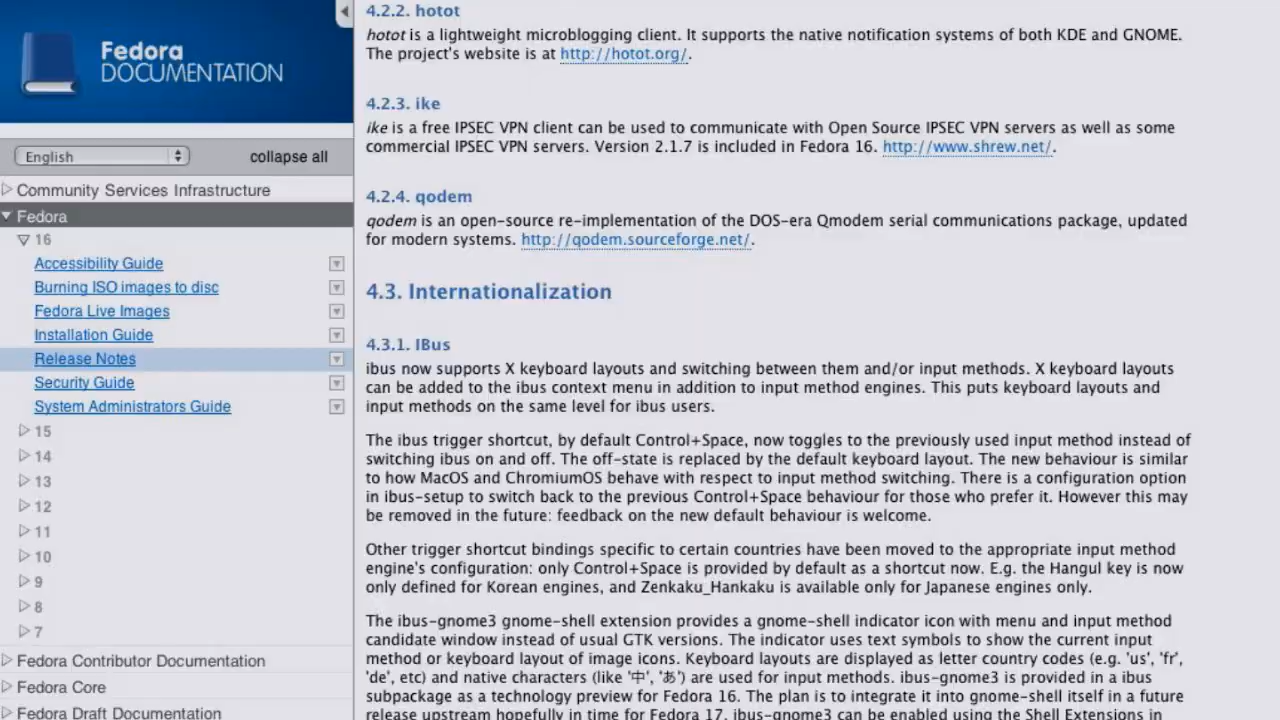 Fedora
DOCUMENTATION
English
collapse all
Community Services Infrastructure
Fedora
16
Accessibility Guide
Burning ISO images to disc
Fedora Live Images
Installation Guide
Release Notes
Security Guide
System Administrators Guide
15
14
13
12
11
10
9
8
7
Fedora Contributor Documentation
Fedora Core
Fedora Draft Documentation
4.2.2. hotot
hotot is a lightweight microblogging client. It supports the native notification systems of both KDE and GNOME.
The project's website is at http://hotot.org/.
4.2.3. ike
ike is a free IPSEC VPN client can be used to communicate with Open Source IPSEC VPN servers as well as some
commercial IPSEC VPN servers. Version 2.1.7 is included in Fedora 16. http://www.shrew.net/.
4.2.4. qodem
qodem is an open-source re-implementation of the DOS-era Qmodem serial communications package, updated
for modern systems. http://qodem.sourceforge.net/.
4.3. Internationalization
4.3.1. IBus
ibus now supports X keyboard layouts and switching between them and/or input methods. X keyboard layouts
can be added to the ibus context menu in addition to input method engines. This puts keyboard layouts and
input methods on the same level for ibus users.
The ibus trigger shortcut, by default Control+Space, now toggles to the previously used input method instead of
switching ibus on and off. The off-state is replaced by the default keyboard layout. The new behaviour is similar
to how MacOS and ChromiumOS behave with respect to input method switching. There is a configuration option
in ibus-setup to switch back to the previous Control+Space behaviour for those who prefer it. However this may
be removed in the future: feedback on the new default behaviour is welcome.
Other trigger shortcut bindings specific to certain countries have been moved to the appropriate input method
engine's configuration: only Control+Space is provided by default as a shortcut now. E.g. the Hangul key is now
only defined for Korean engines, and Zenkaku_Hankaku is available only for Japanese engines only.
The ibus-gnome3 gnome-shell extension provides a gnome-shell indicator icon with menu and input method
candidate window instead of usual GTK versions. The indicator uses text symbols to show the current input
method or keyboard layout of image icons. Keyboard layouts are displayed as letter country codes (e.g. 'us', 'fr',
'de', etc) and native characters (like '中', 'あ') are used for input methods. ibus-gnome3 is provided in a ibus
subpackage as a technology preview for Fedora 16. The plan is to integrate it into gnome-shell itself in a future
release upstream hopefully in time for Fedora 17. ibus-gnome3 can be enabled using the Shell Extensions in